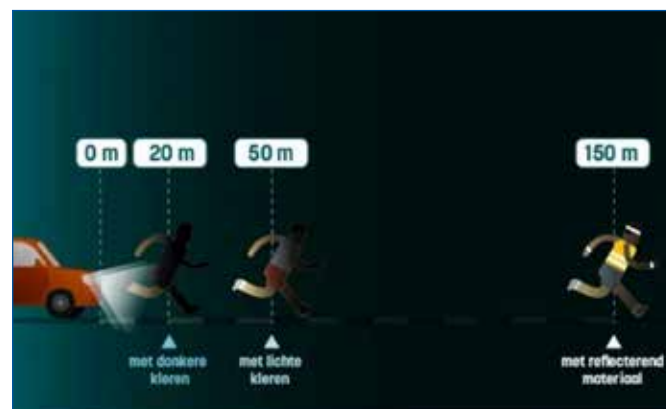 0 m
20 m
50 m
150 m
met donkere
kleren
met lichte
kleren
met reflecterend
materiaal